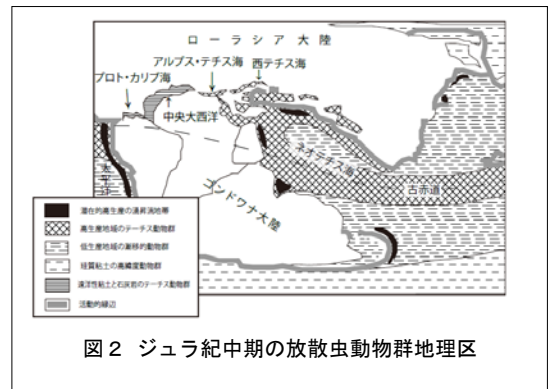 ローラシア大陸
アルプス・テチス海
西テチス海
プロト・カリブ海
中央大西洋
ネオテチス海
古赤道
太平洋
ゴンドワナ大陸
潜在的高生産の湧昇流地帯
高生産地域のテーチス動物群
低生産地域の漸移的動物群
珪質粘土の高緯度動物群
遠洋性粘土と石灰岩のテーチス動物群
活動的縁辺
図2 ジュラ紀中期の放散虫動物群地理区